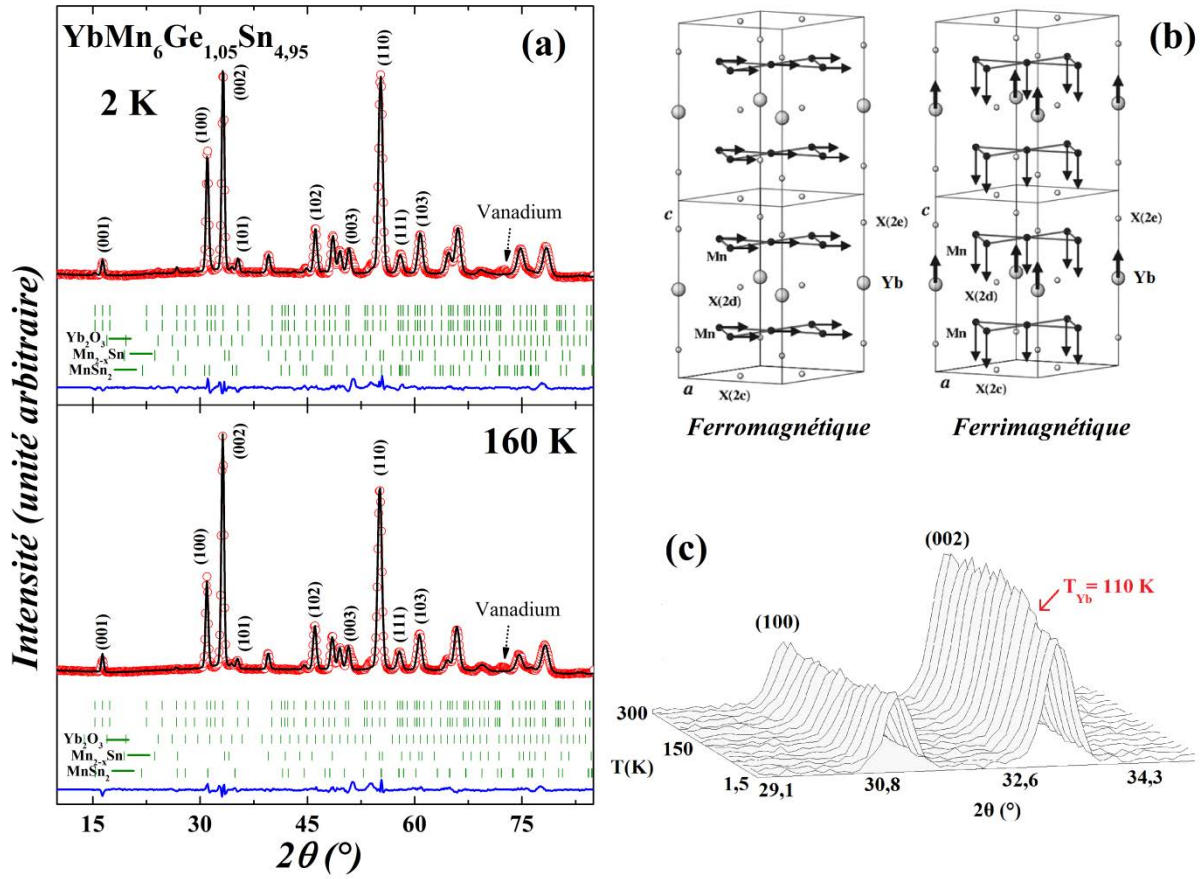 YbMn₆Ge₁,₀₅Sn₄,₉₅
(a)
2 K
(001)
(100)
(002)
(101)
(102)
(003)
(110)
(111)
(103)
Vanadium
Yb₂O₃
Mn₂₋ₓSn
MnSn₂
160 K
(001)
(100)
(002)
(101)
(102)
(003)
(110)
(111)
(103)
Vanadium
Yb₂O₃
Mn₂₋ₓSn
MnSn₂
15 30 45 60 75
2θ (°)
Intensité (unité arbitraire)
(b)
c
Mn
X(2d)
Mn
Yb
a
X(2c)
Ferromagnétique
c
X(2e)
Mn
X(2d)
Yb
Mn
a
X(2c)
Ferrimagnétique
(c)
(002)
T_Yb = 110 K
(100)
300
150
T(K)
1,5
29,1 30,8 32,6 34,3
2θ (°)